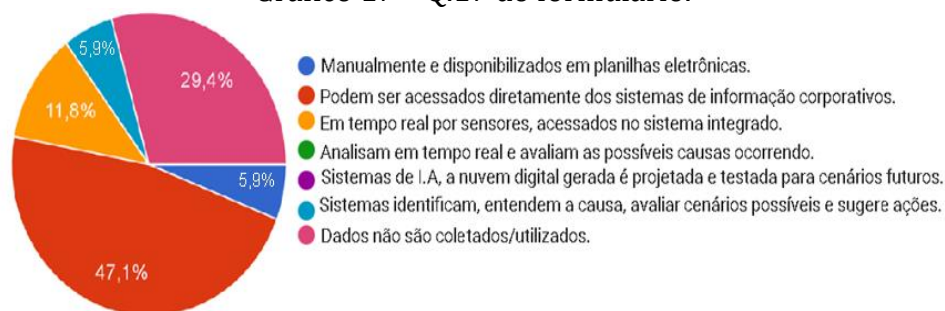 5,9%
29,4%
11,8%
5,9%
47,1%
Manualmente e disponibilizados em planilhas eletrônicas.
Podem ser acessados diretamente dos sistemas de informação corporativos.
Em tempo real por sensores, acessados no sistema integrado.
Analisam em tempo real e avaliam as possíveis causas ocorrendo.
Sistemas de I.A, a nuvem digital gerada é projetada e testada para cenários futuros.
Sistemas identificam, entendem a causa, avaliar cenários possíveis e sugere ações.
Dados não são coletados/utilizados.